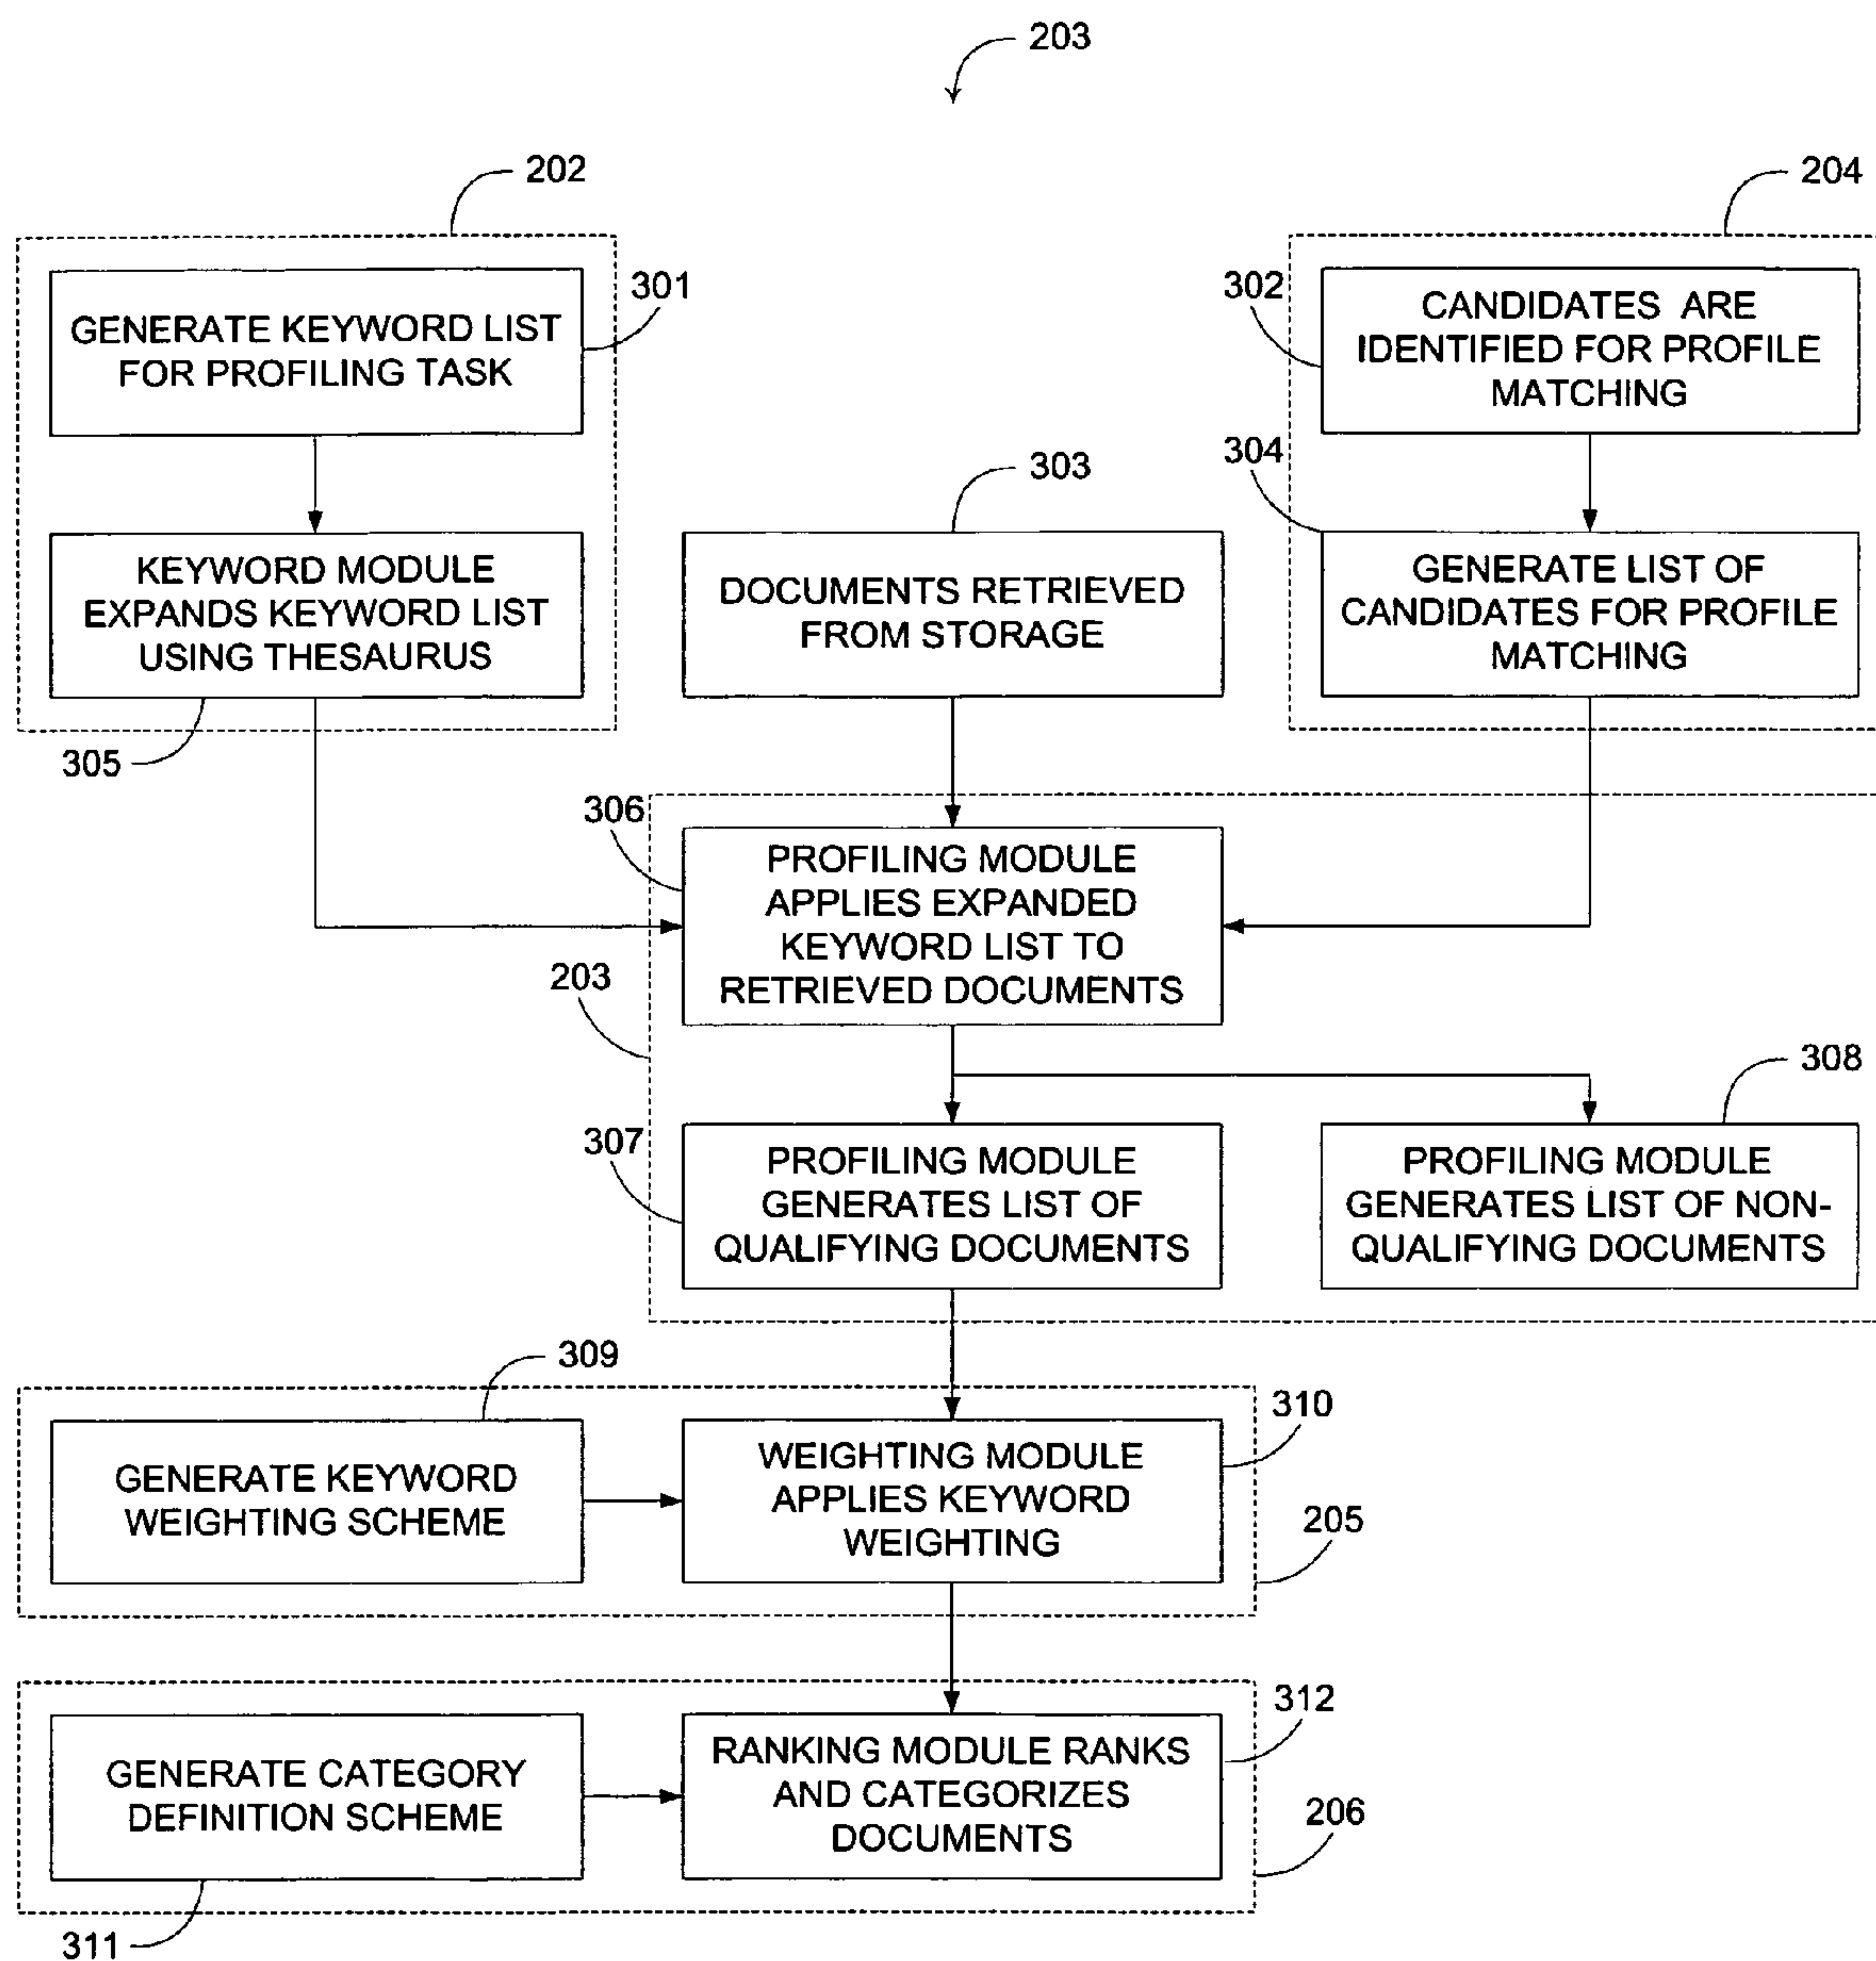 203
202
204
301
GENERATE KEYWORD LIST
FOR PROFILING TASK
302
CANDIDATES ARE
IDENTIFIED FOR PROFILE
MATCHING
303
304
KEYWORD MODULE
EXPANDS KEYWORD LIST
USING THESAURUS
305
DOCUMENTS RETRIEVED
FROM STORAGE
GENERATE LIST OF
CANDIDATES FOR PROFILE
MATCHING
306
PROFILING MODULE
APPLIES EXPANDED
KEYWORD LIST TO
RETRIEVED DOCUMENTS
203
308
307
PROFILING MODULE
GENERATES LIST OF
QUALIFYING DOCUMENTS
PROFILING MODULE
GENERATES LIST OF NON-
QUALIFYING DOCUMENTS
309
310
GENERATE KEYWORD
WEIGHTING SCHEME
WEIGHTING MODULE
APPLIES KEYWORD
WEIGHTING
205
312
GENERATE CATEGORY
DEFINITION SCHEME
RANKING MODULE RANKS
AND CATEGORIZES
DOCUMENTS
206
311